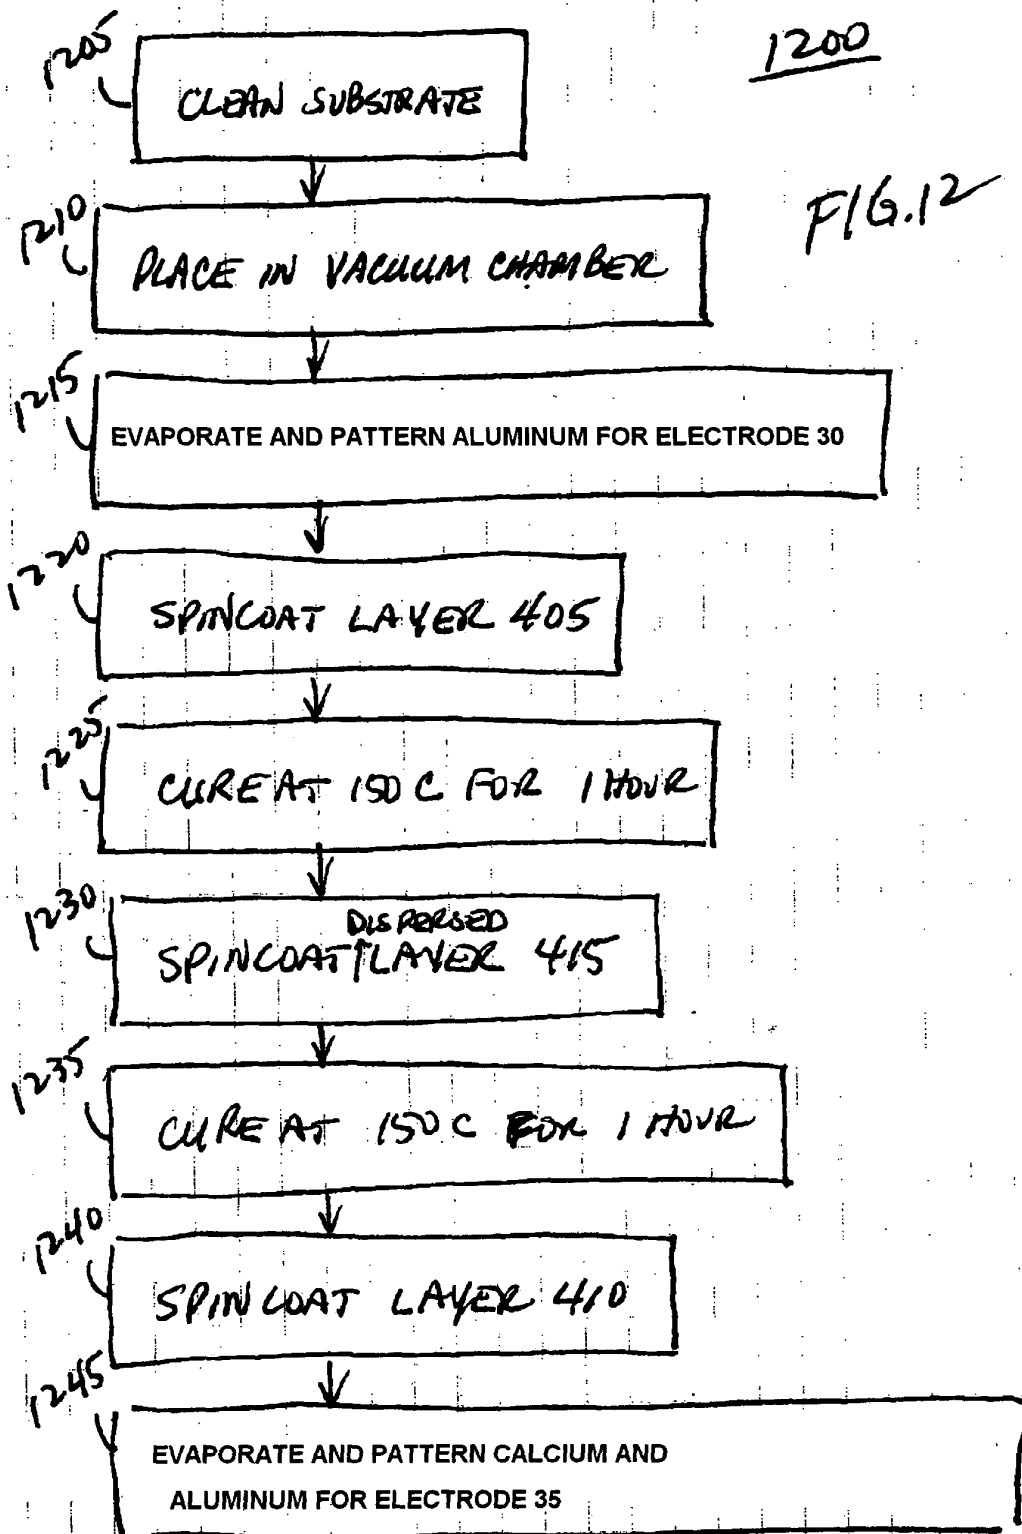 1200
FIG.12
1205
CLEAN SUBSTRATE
1210
PLACE IN VACUUM CHAMBER
1215
EVAPORATE AND PATTERN ALUMINUM FOR ELECTRODE 30
1220
SPINCOAT LAYER 405
1225
CURE AT 150 C FOR 1 HOUR
1230
DISPERSED
SPINCOAT LAYER 415
1235
CURE AT 150 C FOR 1 HOUR
1240
SPINCOAT LAYER 410
1245
EVAPORATE AND PATTERN CALCIUM AND
ALUMINUM FOR ELECTRODE 35